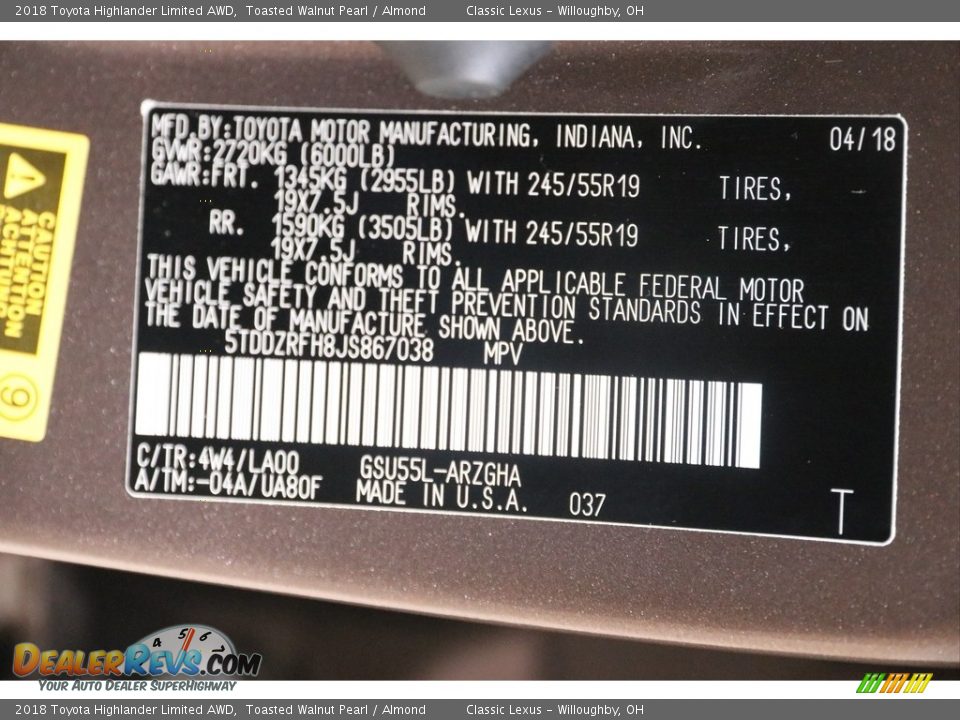 2018 Toyota Highlander Limited AWD, Toasted Walnut Pearl / Almond Classic Lexus - Willoughby, OH
MFD.BY:TOYOTA MOTOR MANUFACTURING, INDIANA, INC. 04/18
GVWR:2720KG (6000LB)
GAWR:FRT. 1345KG (2955LB) WITH 245/55R19 TIRES,
19X7.5J RIMS.
RR. 1590KG (3505LB) WITH 245/55R19 TIRES,
19X7.5J RIMS.
THIS VEHICLE CONFORMS TO ALL APPLICABLE FEDERAL MOTOR
VEHICLE SAFETY AND THEFT PREVENTION STANDARDS IN EFFECT ON
THE DATE OF MANUFACTURE SHOWN ABOVE.
5TDDZRFH8JS867038 MPV
C/TR:4W4/LA00 GSU55L-ARZGHA
A/TM:-04A/UA80F MADE IN U.S.A. 037 T
CAUTION
ATTENTION
ACHTUNG
9
4 5 6
DEALERREVS.COM
YOUR AUTO DEALER SUPERHIGHWAY
2018 Toyota Highlander Limited AWD, Toasted Walnut Pearl / Almond Classic Lexus - Willoughby, OH